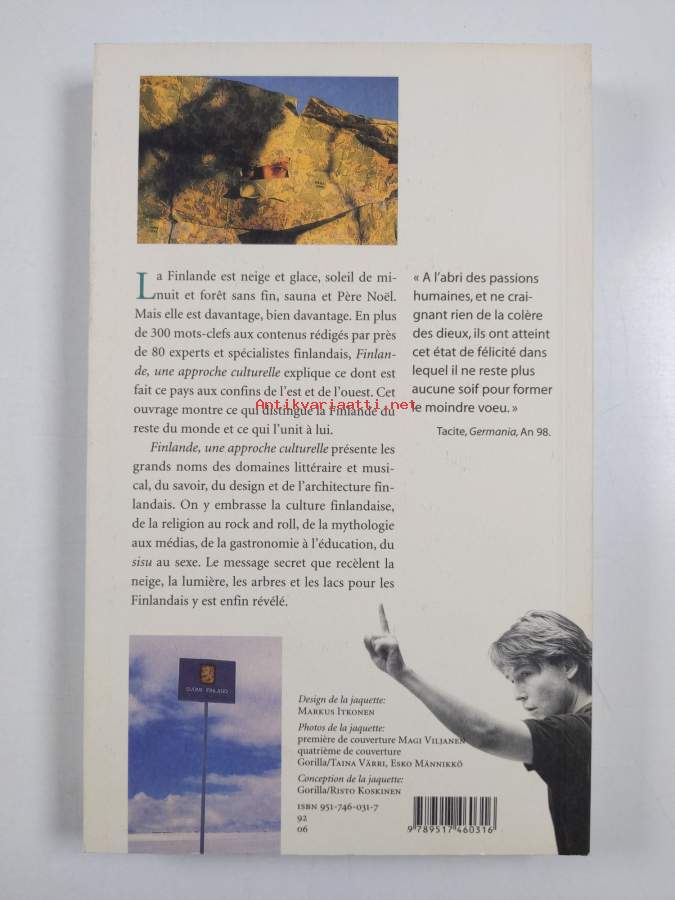 La Finlande est neige et glace, soleil de mi-
nuit et forêt sans fin, sauna et Père Noël.
Mais elle est davantage, bien davantage. En plus
de 300 mots-clefs aux contenus rédigés par près
de 80 experts et spécialistes finlandais, Finlan-
de, une approche culturelle explique ce dont est
fait ce pays aux confins de l'est et de l'ouest. Cet
ouvrage montre ce qui distingue la Finlande du
reste du monde et ce qui l'unit à lui.
Finlande, une approche culturelle présente les
grands noms des domaines littéraire et musi-
cal, du savoir, du design et de l'architecture fin-
landais. On y embrasse la culture finlandaise,
de la religion au rock and roll, de la mythologie
aux médias, de la gastronomie à l'éducation, du
sisu au sexe. Le message secret que recèlent la
neige, la lumière, les arbres et les lacs pour les
Finlandais y est enfin révélé.
« A l'abri des passions
humaines, et ne crai-
gnant rien de la colère
des dieux, ils ont atteint
cet état de félicité dans
lequel il ne reste plus
aucune soif pour former
le moindre voeu. »
Tacite, Germania, An 98.
Antikvariaatti.net
SUOMI FINLAND
Design de la jaquette:
Markus Itkonen
Photos de la jaquette:
première de couverture Magi Viljanen
quatrième de couverture
Gorilla/Taina Värri, Esko Männikkö
Conception de la jaquette:
Gorilla/Risto Koskinen
ISBN 951-746-031-7
92
06
9 789517 460316